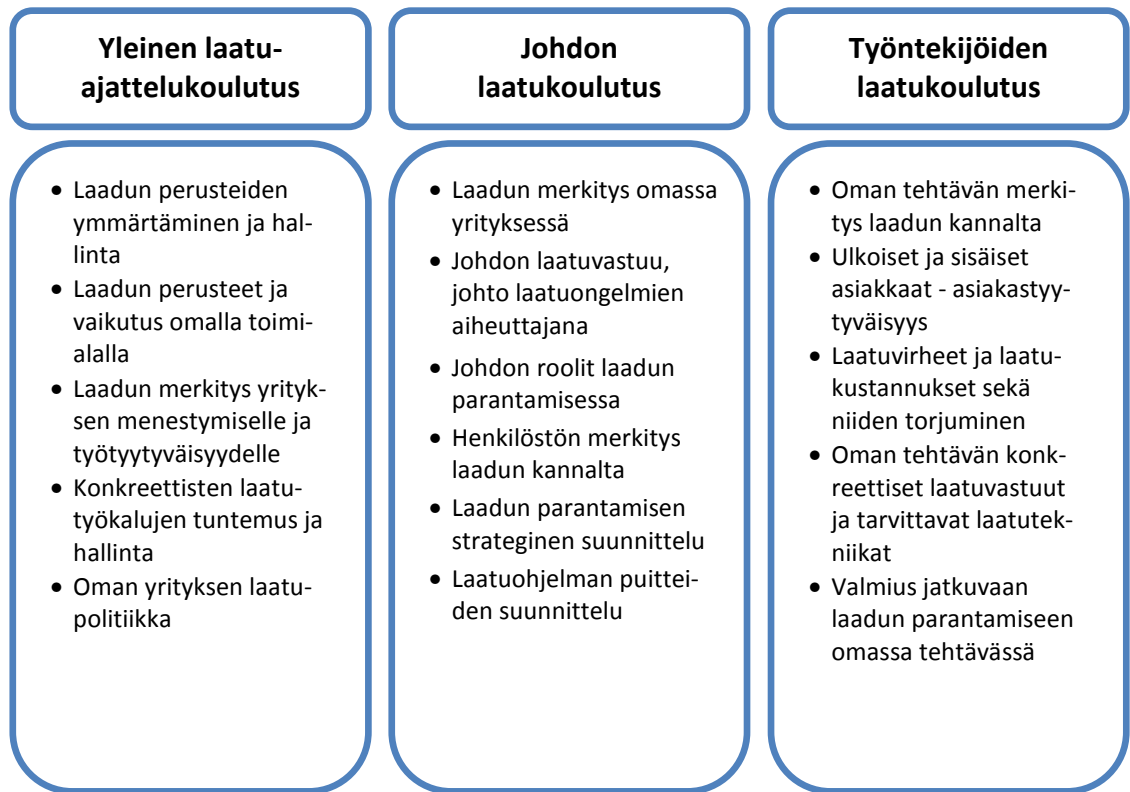 Yleinen laatu-
ajattelukoulutus
• Laadun perusteiden
ymmärtäminen ja hal-
linta
• Laadun perusteet ja
vaikutus omalla toimi-
alalla
• Laadun merkitys yrityk-
sen menestymiselle ja
työtyytyväisyydelle
• Konkreettisten laatu-
työkalujen tuntemus ja
hallinta
• Oman yrityksen laatu-
politiikka
Johdon
laatukoulutus
• Laadun merkitys omassa
yrityksessä
• Johdon laatuvastuu,
johto laatuongelmien
aiheuttajana
• Johdon roolit laadun
parantamisessa
• Henkilöstön merkitys
laadun kannalta
• Laadun parantamisen
strateginen suunnittelu
• Laatuohjelman puittei-
den suunnittelu
Työntekijöiden
laatukoulutus
• Oman tehtävän merki-
tys laadun kannalta
• Ulkoiset ja sisäiset
asiakkaat - asiakastyy-
tyväisyys
• Laatuvirheet ja laatu-
kustannukset sekä
niiden torjuminen
• Oman tehtävän konk-
reettiset laatuvastuut
ja tarvittavat laatutek-
niikat
• Valmius jatkuvaan
laadun parantamiseen
omassa tehtävässä